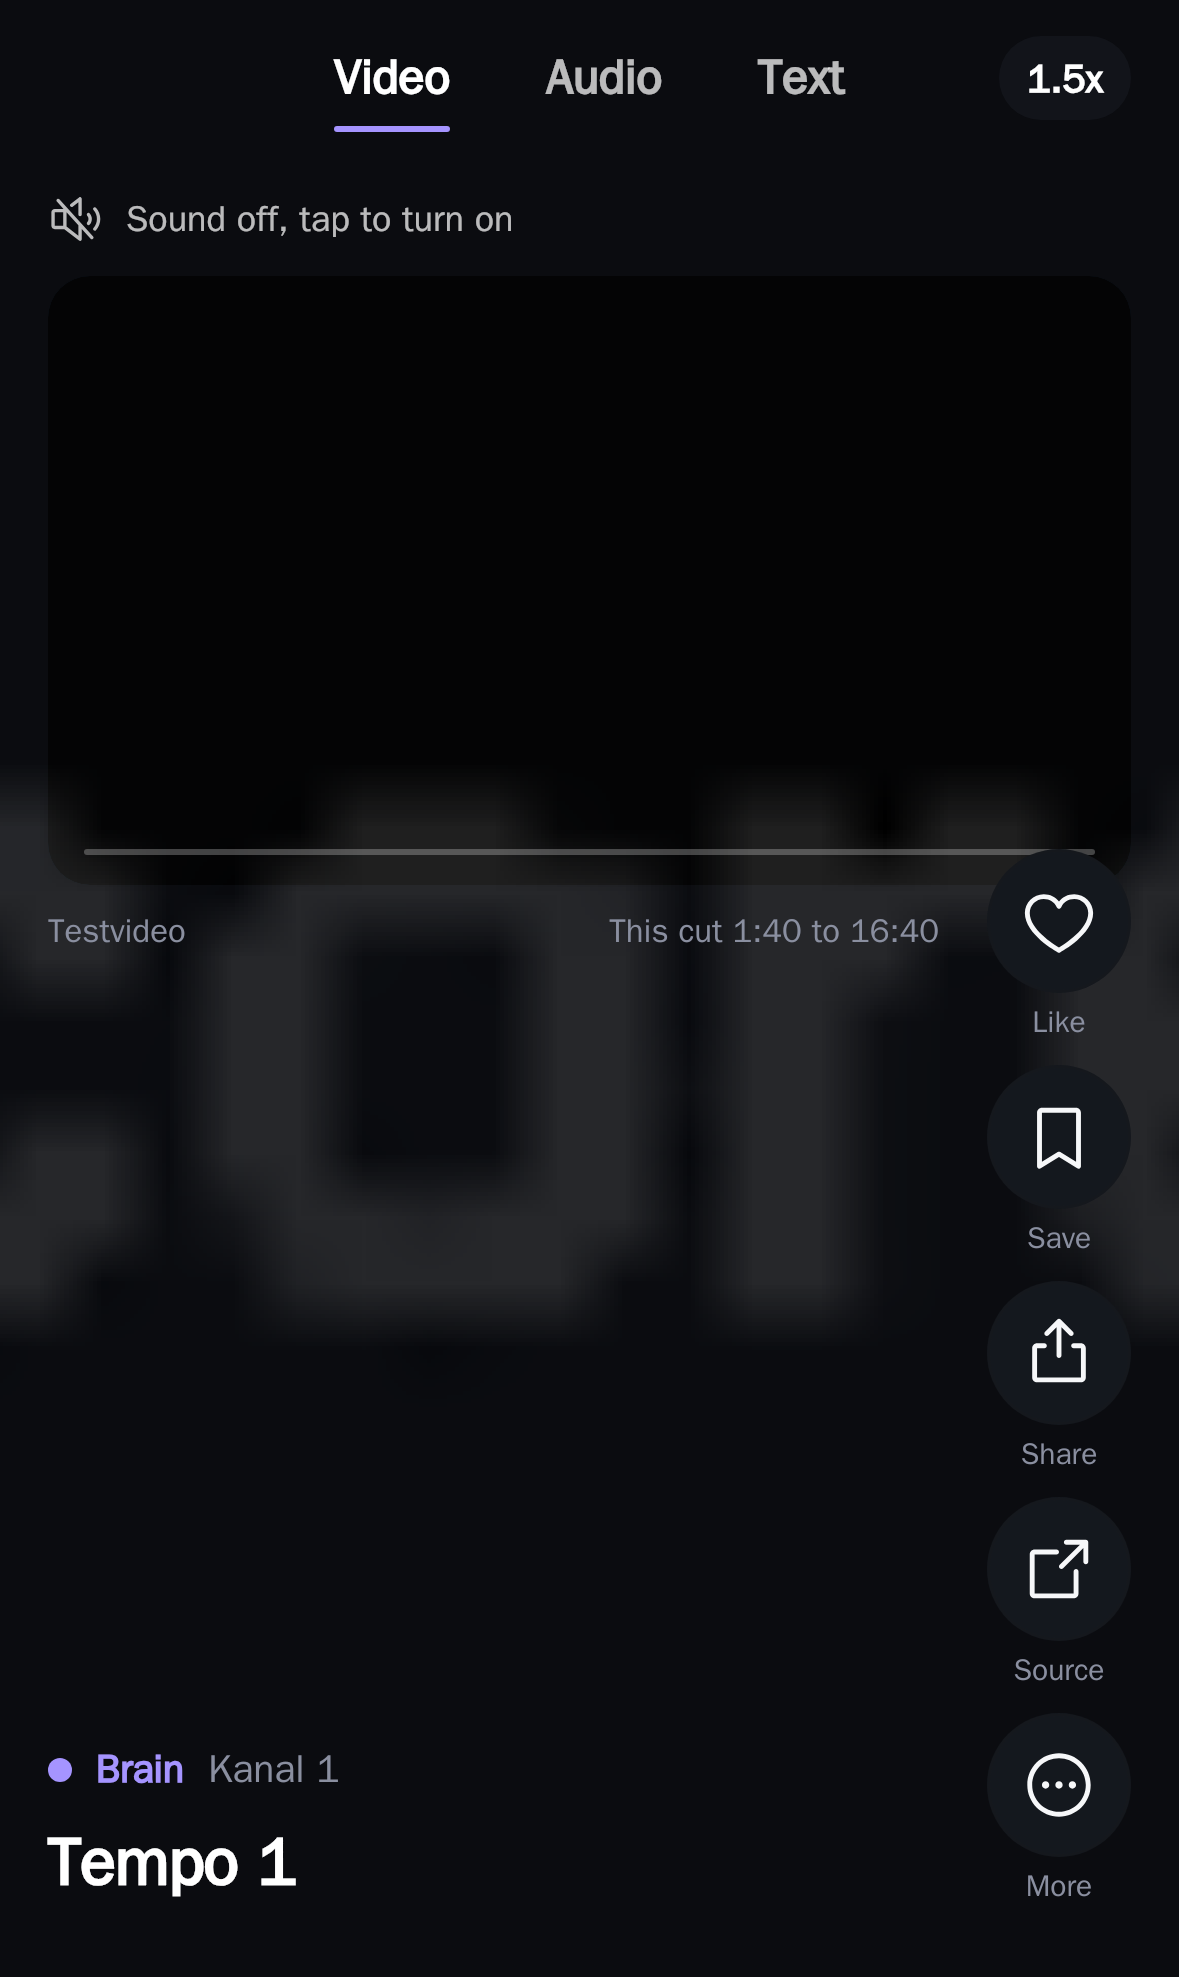 Video Audio Text 1.5x
Sound off, tap to turn on
Testvideo This cut 1:40 to 16:40
Like
Save
Share
Source
Brain Kanal 1
Tempo 1
More